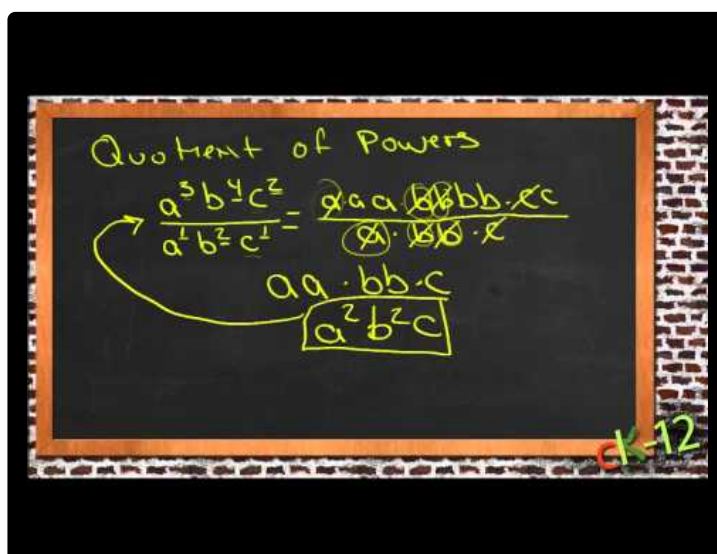 Quotient of Powers
a³b⁴c² / a¹b²c¹ = aaa·bbbb·cc / a·bb·c
aa·bb·c
a²b²c
cK-12